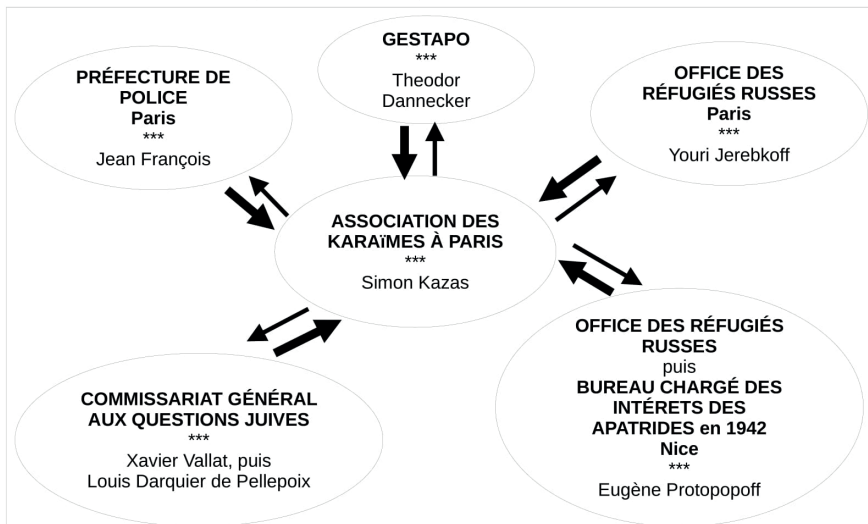 GESTAPO
***
Theodor
Dannecker
PRÉFECTURE DE
POLICE
Paris
***
Jean François
OFFICE DES
RÉFUGIÉS RUSSES
Paris
***
Youri Jerebkoff
ASSOCIATION DES
KARAïMES À PARIS
***
Simon Kazas
COMMISSARIAT GÉNÉRAL
AUX QUESTIONS JUIVES
***
Xavier Vallat, puis
Louis Darquier de Pellepoix
OFFICE DES RÉFUGIÉS
RUSSES
puis
BUREAU CHARGÉ DES
INTÉRETS DES
APATRIDES en 1942
Nice
***
Eugène Protopopoff